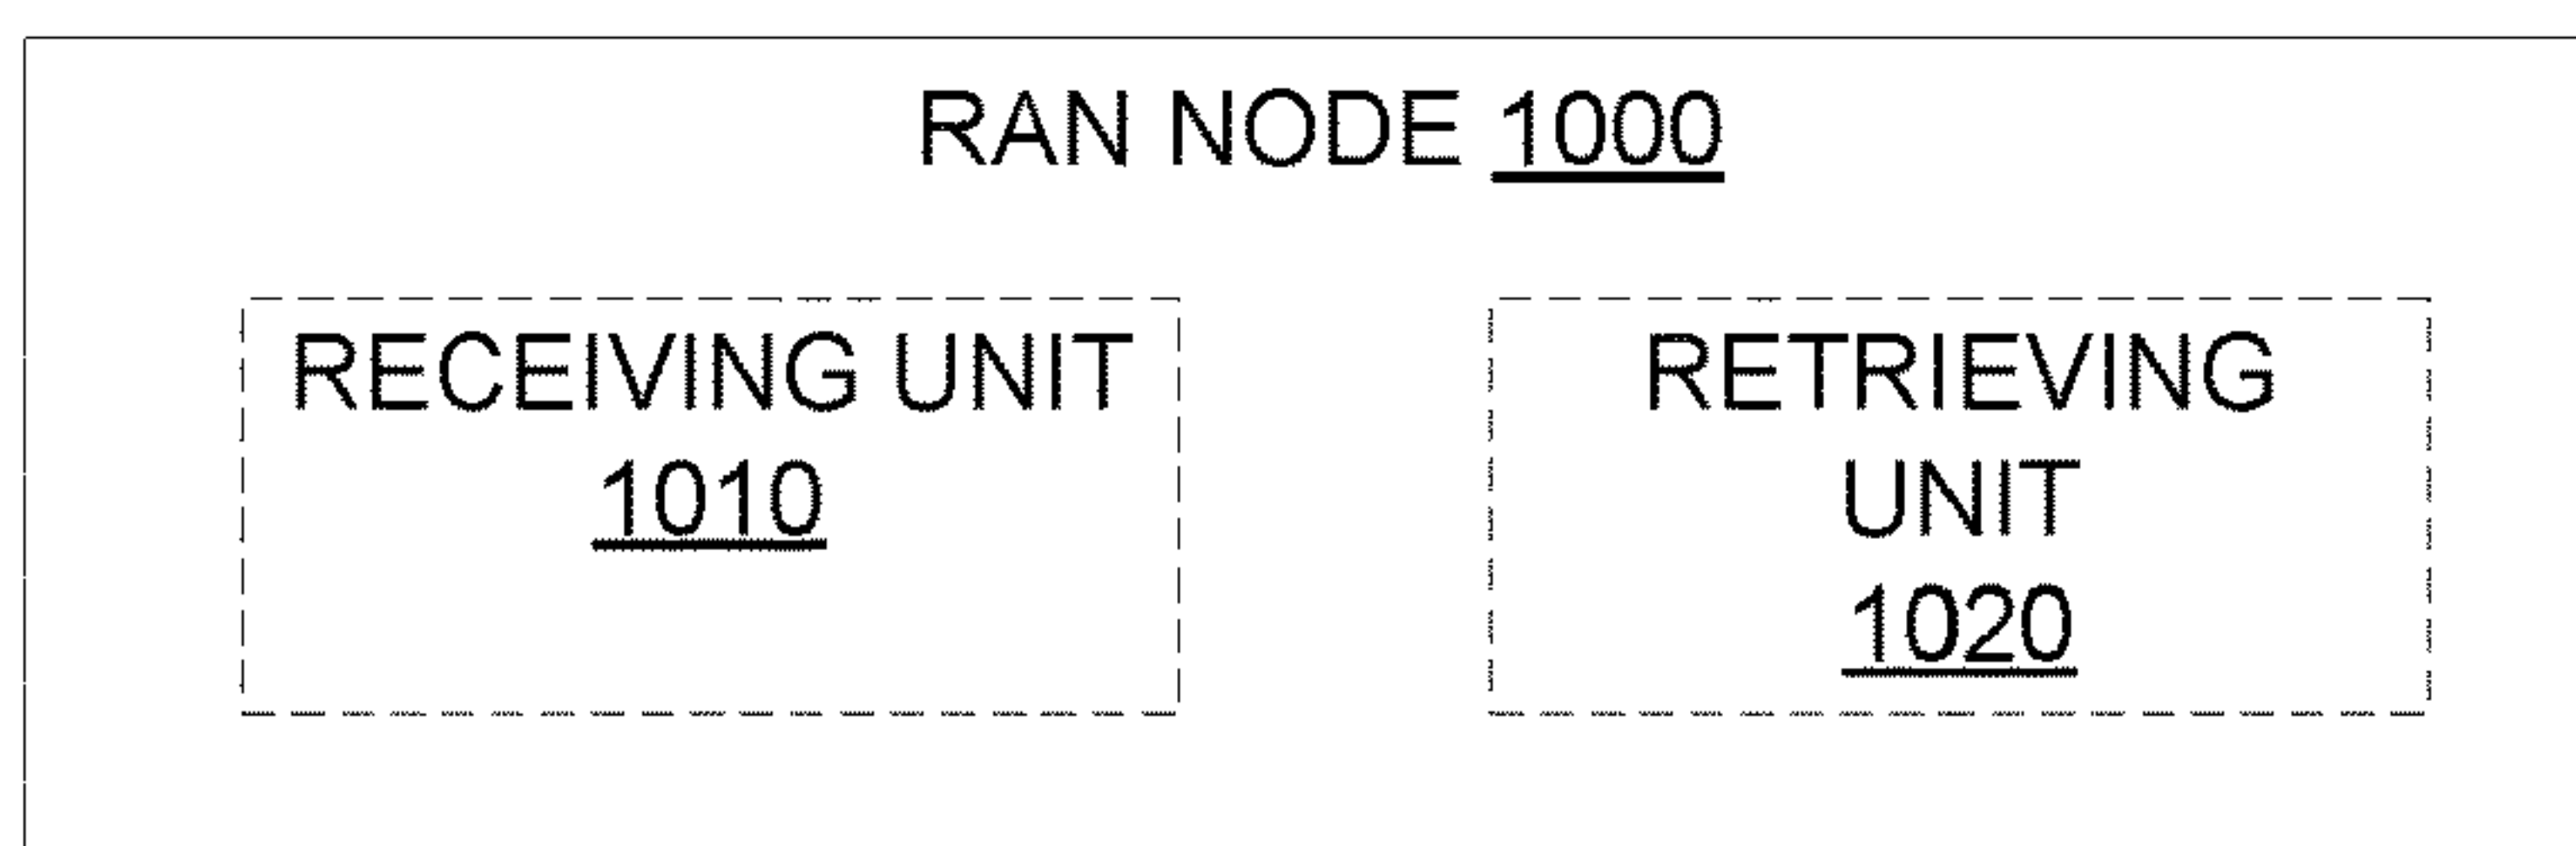 RAN NODE 1000
RECEIVING UNIT
1010
RETRIEVING
UNIT
1020